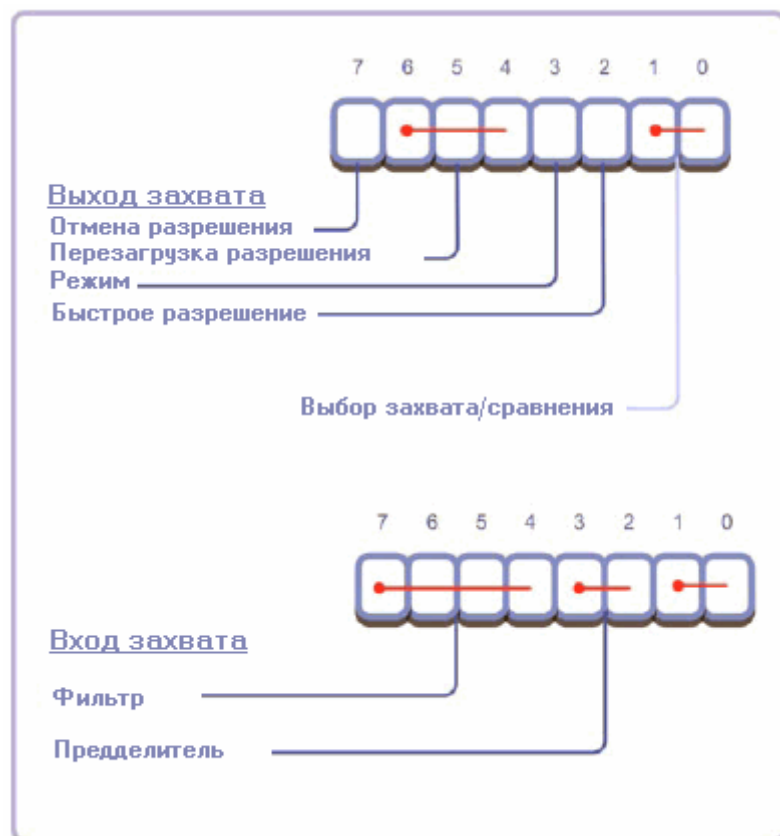 7 6 5 4 3 2 1 0
Выход захвата
Отмена разрешения
Перезагрузка разрешения
Режим
Быстрое разрешение
Выбор захвата/сравнения
7 6 5 4 3 2 1 0
Вход захвата
Фильтр
Предделитель